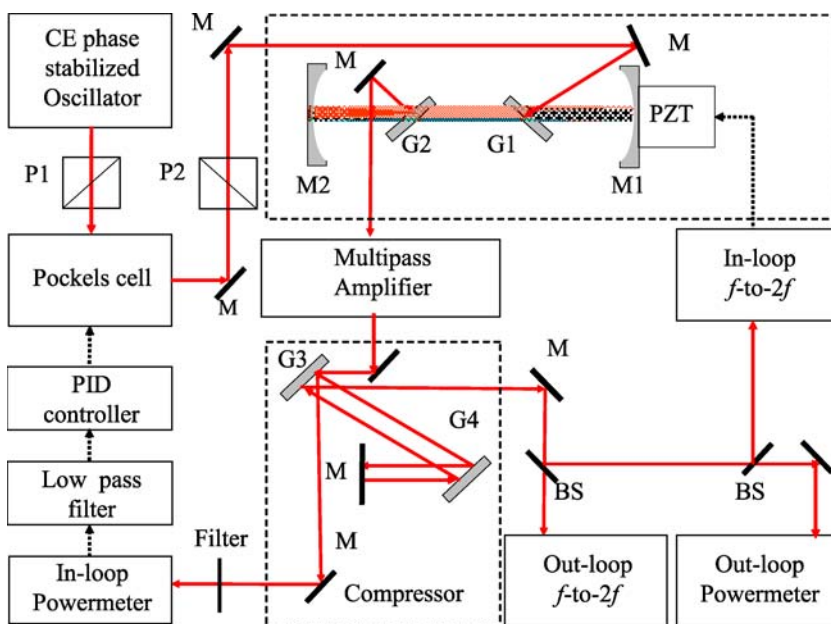 CE phase
stabilized
Oscillator
M
M
M
PZT
G2
G1
M2
M1
P1
P2
Pockels cell
M
Multipass
Amplifier
In-loop
f-to-2f
PID
controller
G3
M
G4
M
Low pass
filter
BS
BS
Filter
M
In-loop
Powermeter
Compressor
Out-loop
f-to-2f
Out-loop
Powermeter